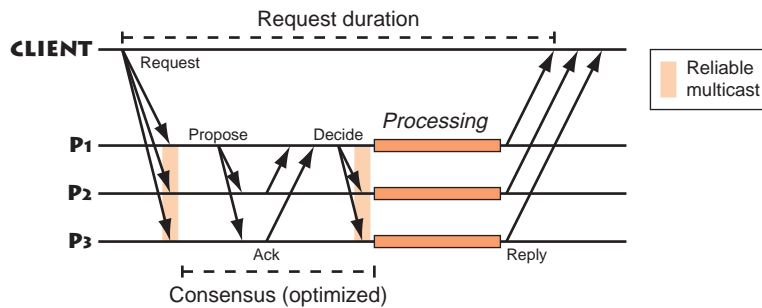 Request duration
CLIENT
Request
Reliable
multicast
Processing
P1
Propose
Decide
P2
P3
Ack
Reply
Consensus (optimized)